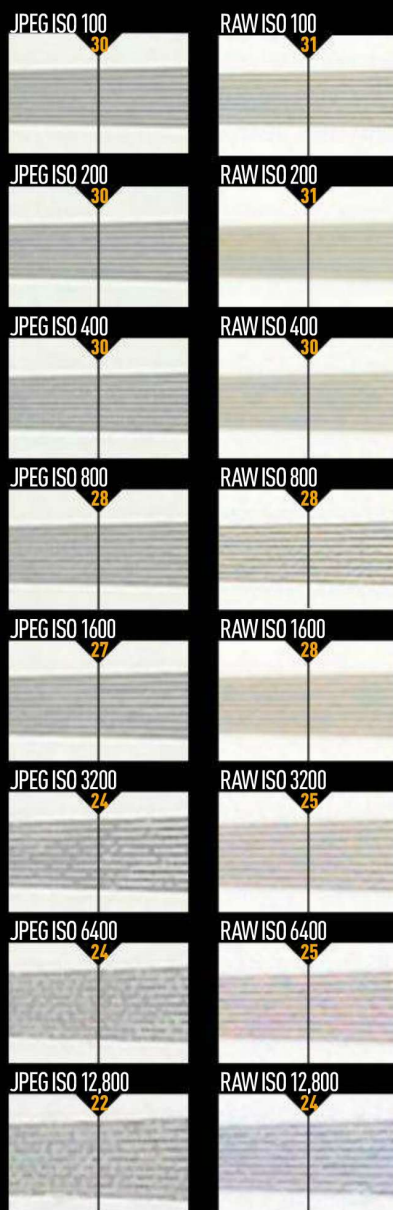 JPEG ISO 100 RAW ISO 100
30 31
JPEG ISO 200 RAW ISO 200
30 31
JPEG ISO 400 RAW ISO 400
30 30
JPEG ISO 800 RAW ISO 800
28 28
JPEG ISO 1600 RAW ISO 1600
27 28
JPEG ISO 3200 RAW ISO 3200
24 25
JPEG ISO 6400 RAW ISO 6400
24 25
JPEG ISO 12,800 RAW ISO 12,800
22 24